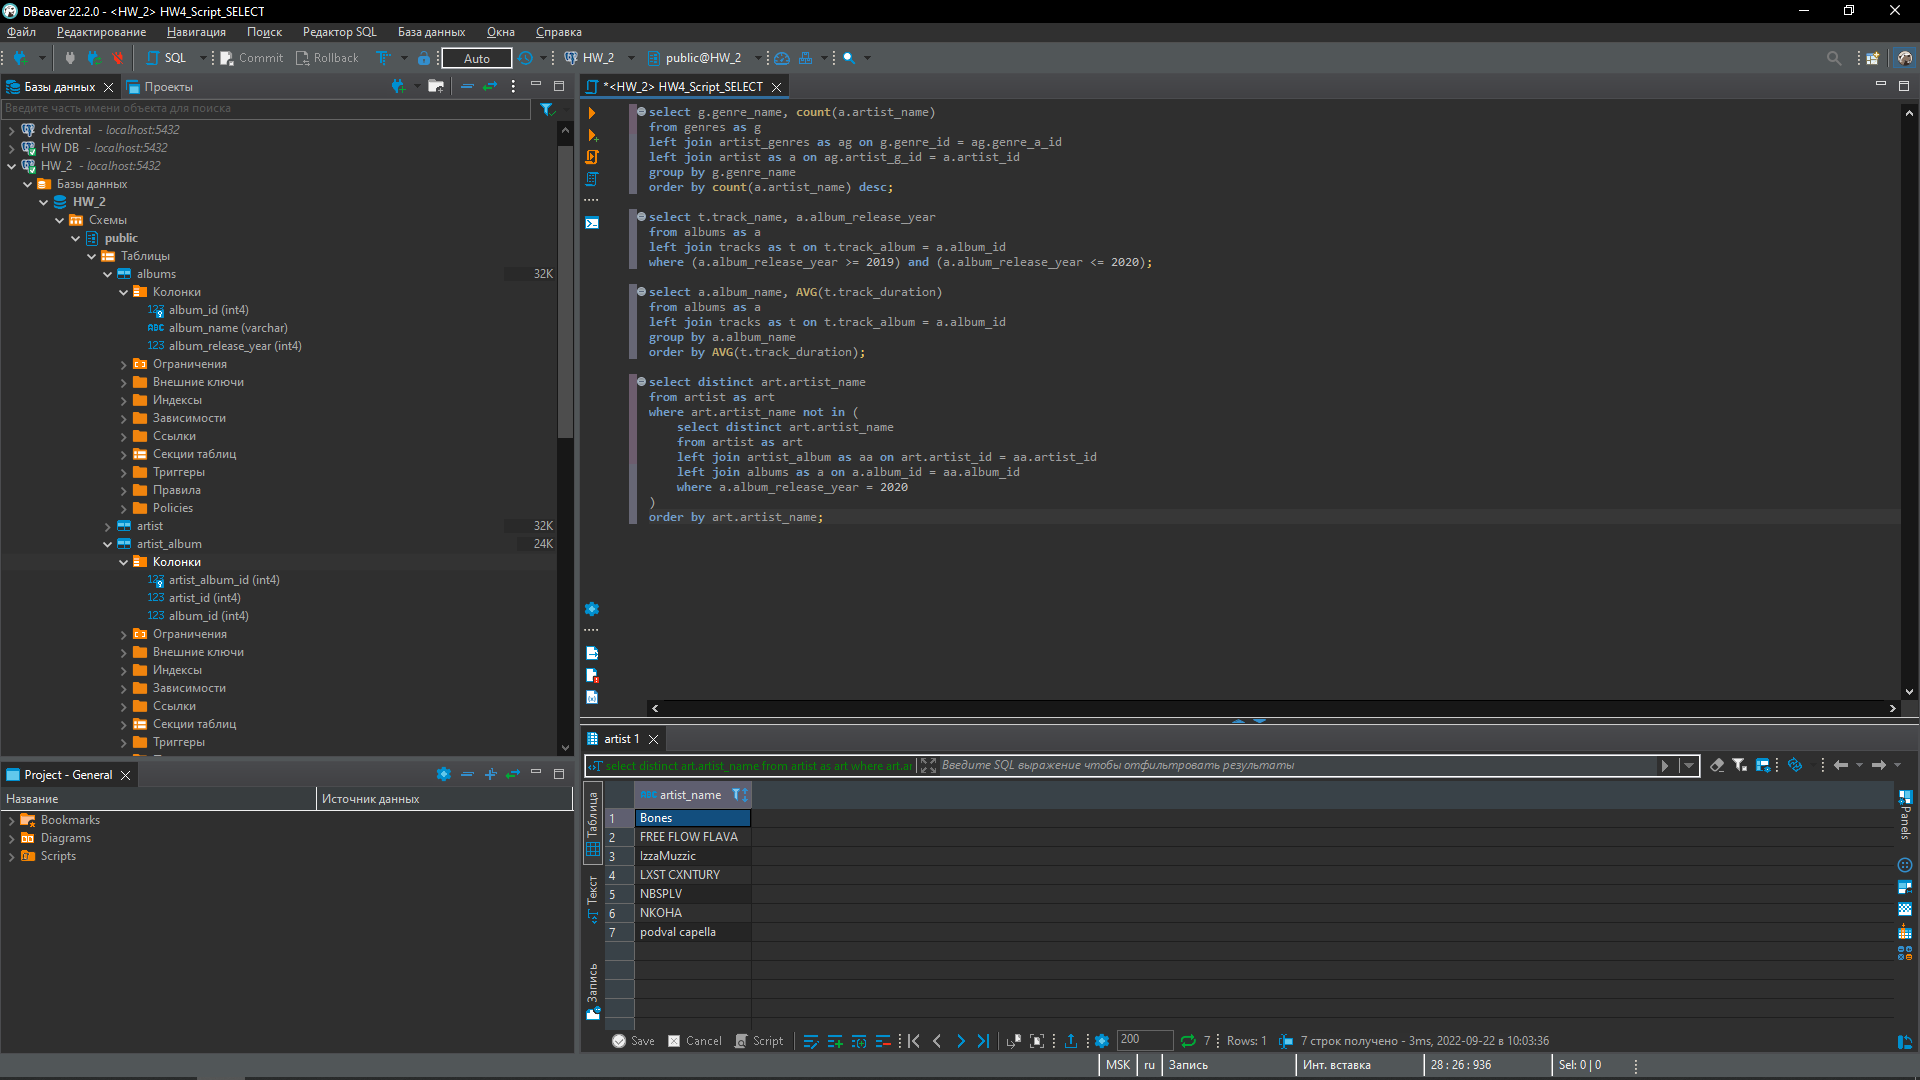 DBeaver 22.2.0 - <HW_2> HW4_Script_SELECT
Файл Редактирование Навигация Поиск Редактор SQL База данных Окна Справка
SQL Commit Rollback Auto HW_2 public@HW_2
Базы данных Проекты
Введите часть имени объекта для поиска
dvdrental - localhost:5432
HW DB - localhost:5432
HW_2 - localhost:5432
Базы данных
HW_2
Схемы
public
Таблицы
albums 32K
Колонки
album_id (int4)
album_name (varchar)
album_release_year (int4)
Ограничения
Внешние ключи
Индексы
Зависимости
Ссылки
Секции таблиц
Триггеры
Правила
Policies
artist 32K
artist_album 24K
Колонки
artist_album_id (int4)
artist_id (int4)
album_id (int4)
Ограничения
Внешние ключи
Индексы
Зависимости
Ссылки
Секции таблиц
Триггеры
Project - General
Название Источник данных
Bookmarks
Diagrams
Scripts
*<HW_2> HW4_Script_SELECT
select g.genre_name, count(a.artist_name)
from genres as g
left join artist_genres as ag on g.genre_id = ag.genre_a_id
left join artist as a on ag.artist_g_id = a.artist_id
group by g.genre_name
order by count(a.artist_name) desc;
select t.track_name, a.album_release_year
from albums as a
left join tracks as t on t.track_album = a.album_id
where (a.album_release_year >= 2019) and (a.album_release_year <= 2020);
select a.album_name, AVG(t.track_duration)
from albums as a
left join tracks as t on t.track_album = a.album_id
group by a.album_name
order by AVG(t.track_duration);
select distinct art.artist_name
from artist as art
where art.artist_name not in (
select distinct art.artist_name
from artist as art
left join artist_album as aa on art.artist_id = aa.artist_id
left join albums as a on a.album_id = aa.album_id
where a.album_release_year = 2020
)
order by art.artist_name;
artist 1
select distinct art.artist_name from artist as art where art.ar Введите SQL выражение чтобы отфильтровать результаты
Таблица
Текст
Запись
ABC artist_name
1 Bones
2 FREE FLOW FLAVA
3 IzzaMuzzic
4 LXST CXNTURY
5 NBSPLV
6 NKOHA
7 podval capella
Panels
Save Cancel Script 200 7 Rows: 1 7 строк получено - 3ms, 2022-09-22 в 10:03:36
MSK ru Запись Инт. вставка 28 : 26 : 936 Sel: 0 | 0